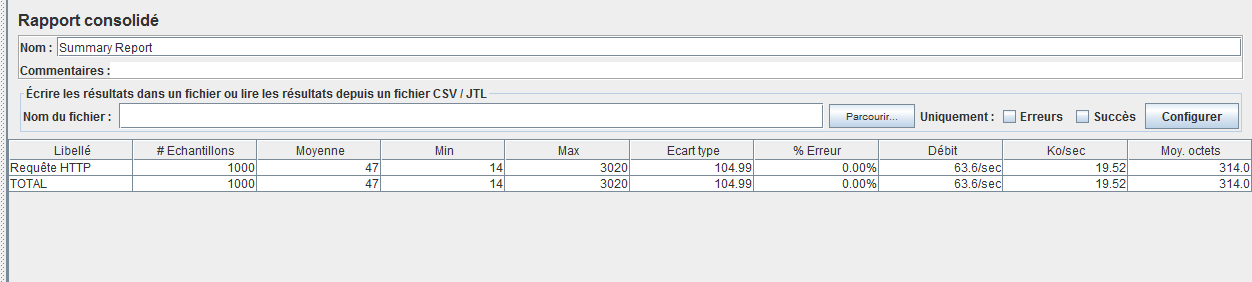 Rapport consolidé
Nom : Summary Report
Commentaires :
Écrire les résultats dans un fichier ou lire les résultats depuis un fichier CSV / JTL
Nom du fichier : Parcourir... Uniquement : Erreurs Succès Configurer
Libellé # Echantillons Moyenne Min Max Ecart type % Erreur Débit Ko/sec Moy. octets
Requête HTTP 1000 47 14 3020 104.99 0.00% 63.6/sec 19.52 314.0
TOTAL 1000 47 14 3020 104.99 0.00% 63.6/sec 19.52 314.0